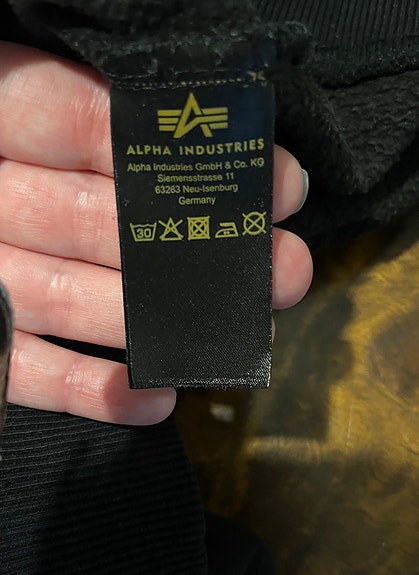 ALPHA INDUSTRIES
Alpha Industries GmbH & Co. KG
Siemensstrasse 11
63263 Neu-Isenburg
Germany
30